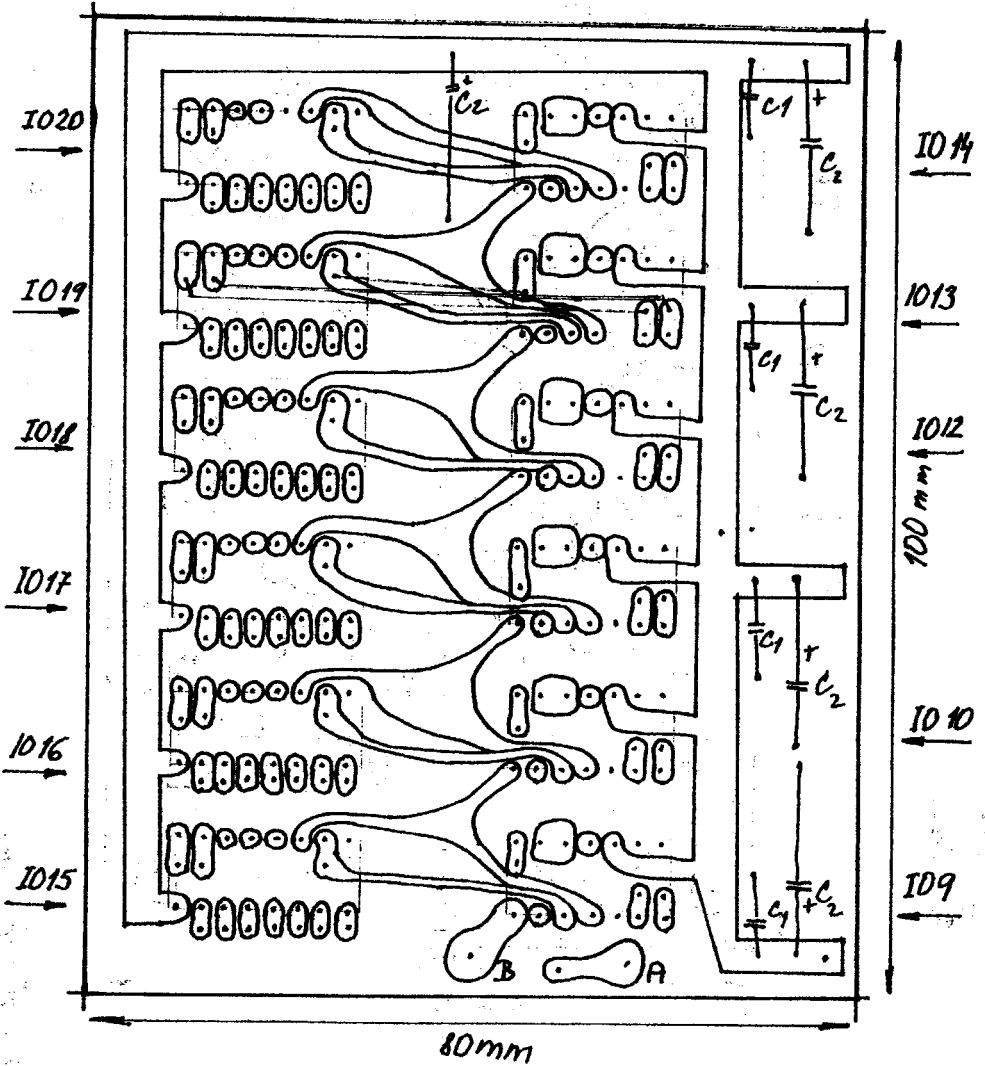 IO20
IO19
IO18
IO17
IO16
IO15
+
C2
C1
+
C2
C1
+
C2
C1
+
C2
C1
+
C2
B
A
IO14
IO13
IO12
100 mm
IO10
IO9
80mm